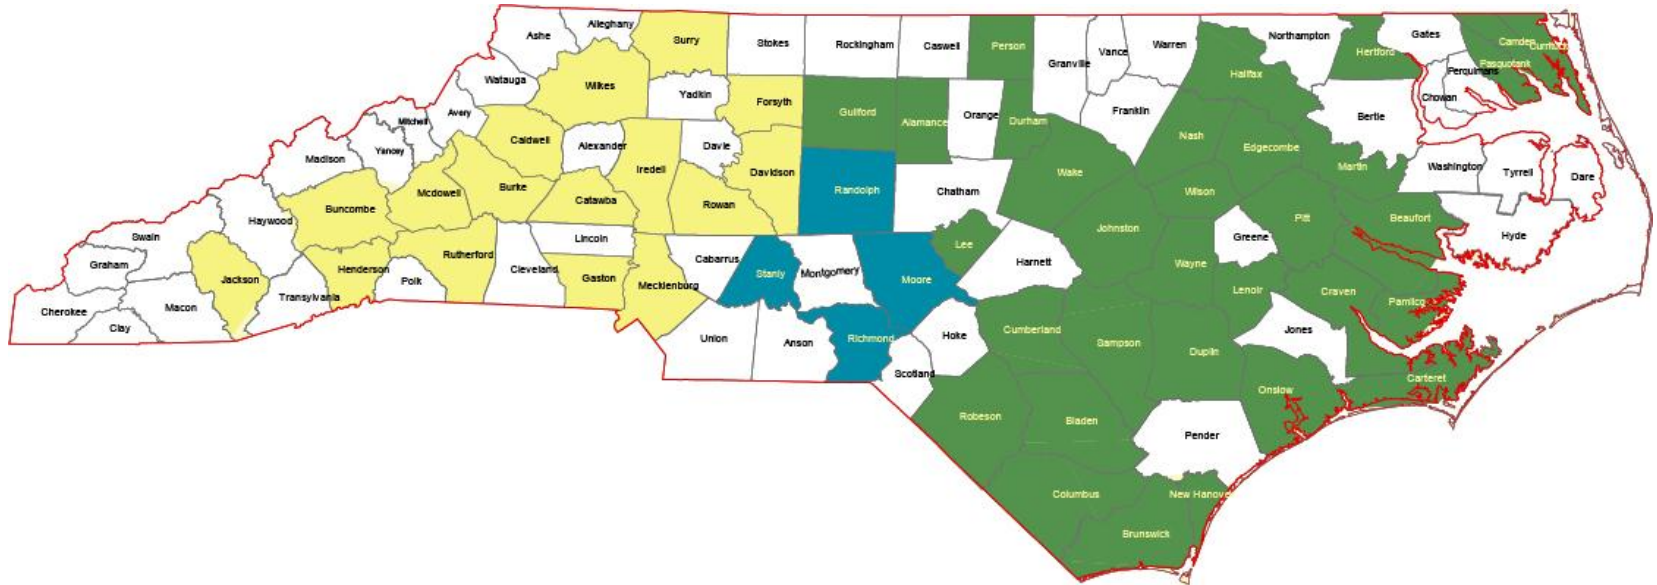 Ashe
Alleghany
Surry
Stokes
Rockingham
Caswell
Person
Granville
Vance
Warren
Northampton
Hertford
Gates
Camden
Currituck
Pasquotank
Perquimans
Chowan
Watauga
Wilkes
Yadkin
Forsyth
Guilford
Alamance
Orange
Durham
Franklin
Halifax
Bertie
Avery
Mitchell
Yancey
Madison
Caldwell
Alexander
Iredell
Davie
Davidson
Randolph
Chatham
Wake
Nash
Edgecombe
Martin
Washington
Tyrrell
Dare
Haywood
Buncombe
Mcdowell
Burke
Catawba
Rowan
Wilson
Swain
Graham
Jackson
Henderson
Rutherford
Polk
Cleveland
Lincoln
Gaston
Mecklenburg
Cabarrus
Stanly
Montgomery
Moore
Lee
Harnett
Johnston
Wayne
Greene
Pitt
Beaufort
Hyde
Cherokee
Clay
Macon
Transylvania
Union
Anson
Richmond
Scotland
Hoke
Cumberland
Sampson
Duplin
Lenoir
Jones
Craven
Pamlico
Carteret
Onslow
Robeson
Bladen
Pender
Columbus
New Hanove
Brunswick